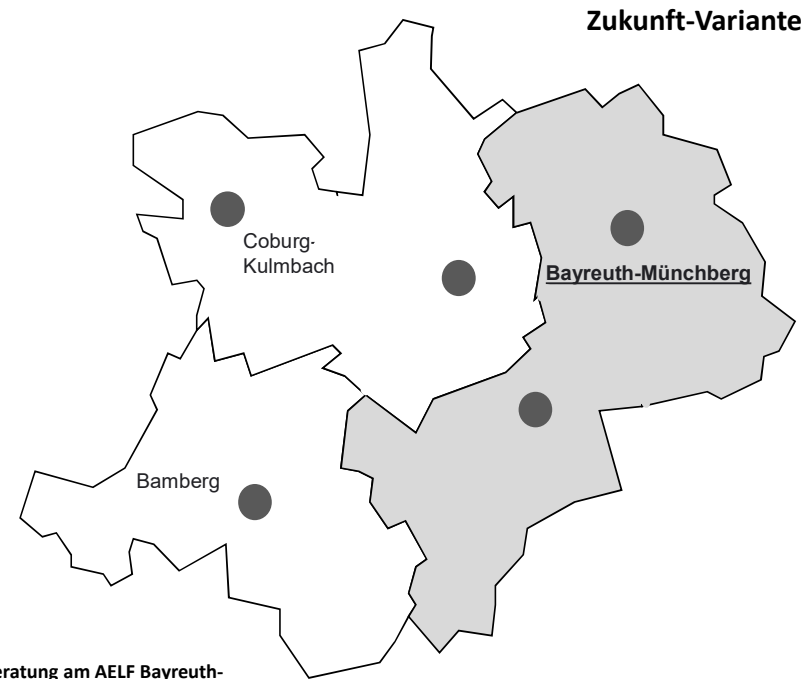 Zukunft-Variante
Coburg-
Kulmbach
Bayreuth-Münchberg
Bamberg
eratung am AELF Bayreuth-